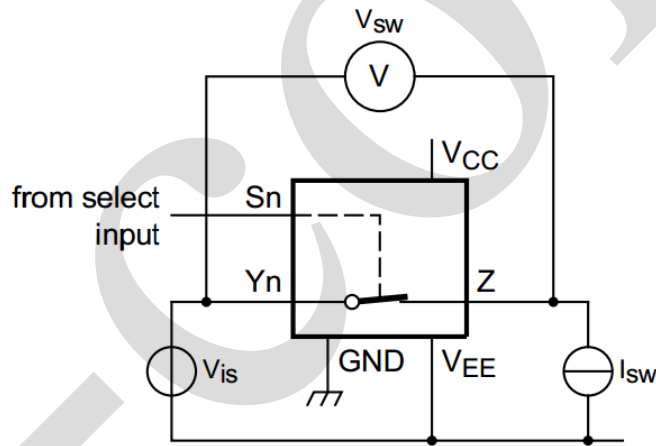 Vsw
V
VCC
from select
input
Sn
Yn
Z
Vis
GND
VEE
Isw